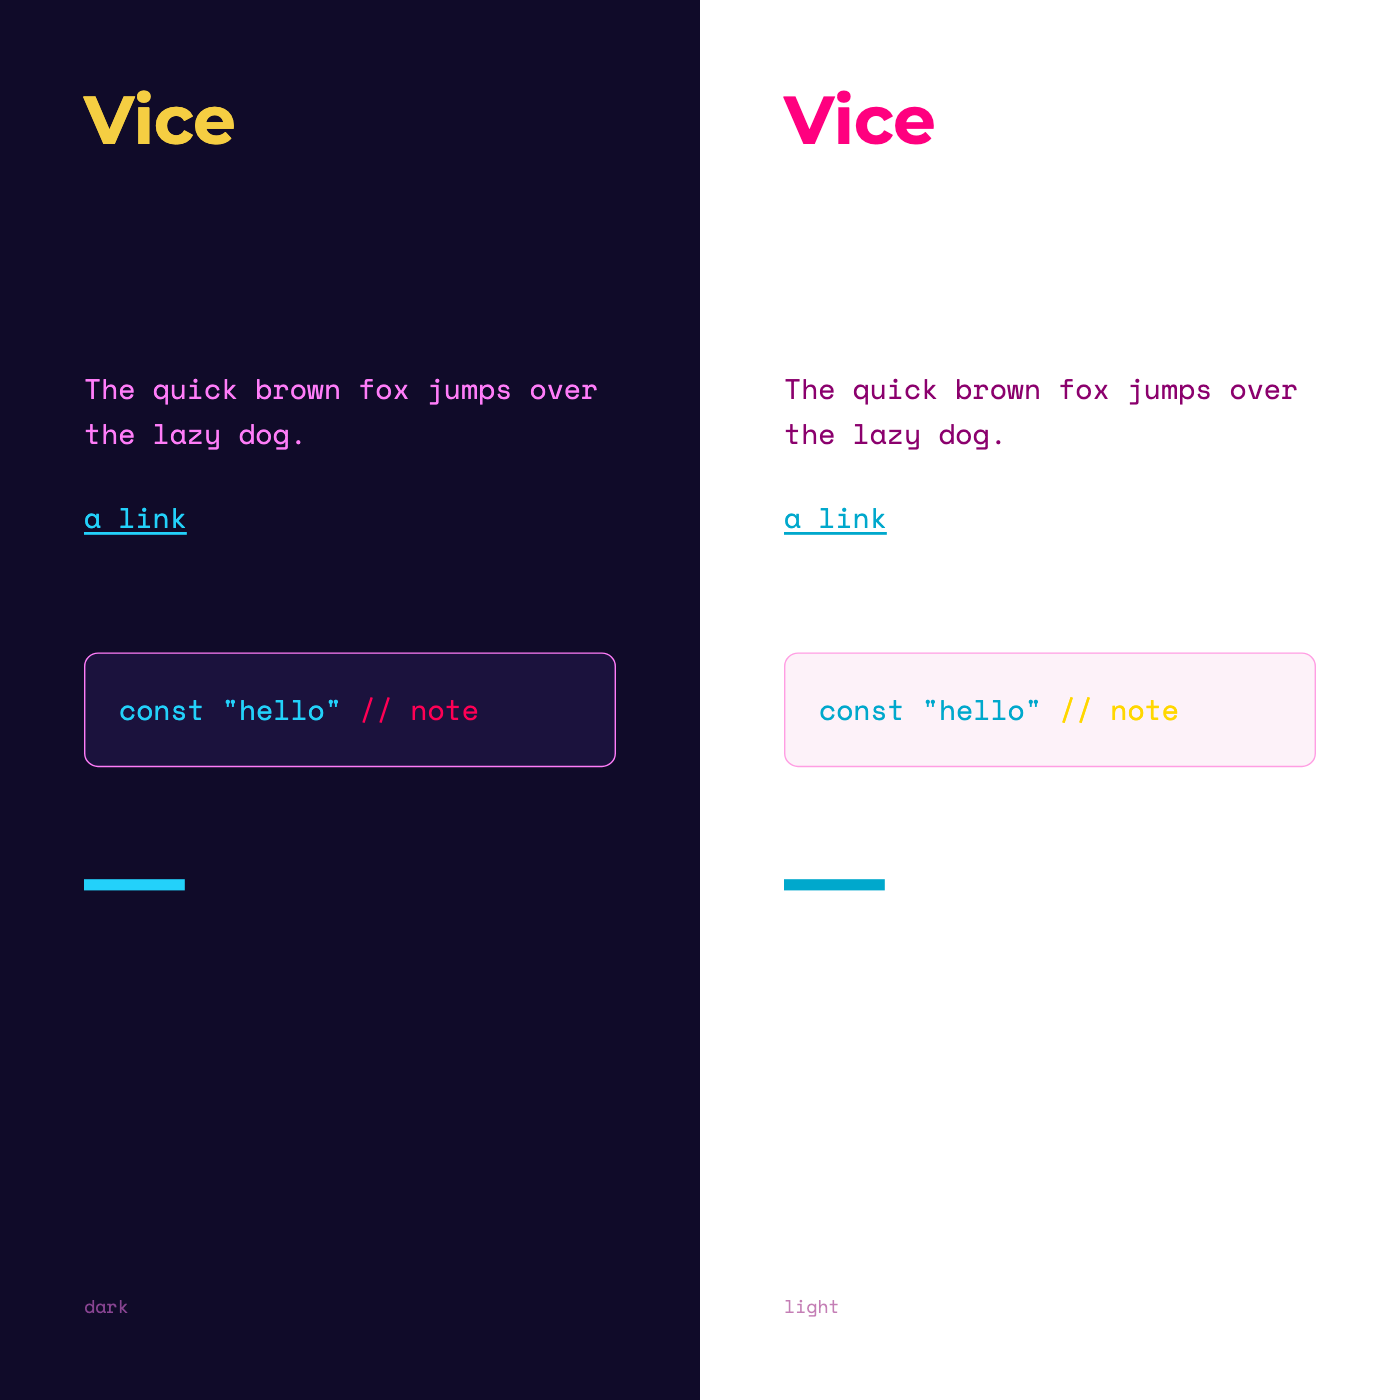 Vice
The quick brown fox jumps over
the lazy dog.
a link
const "hello" // note
dark
Vice
The quick brown fox jumps over
the lazy dog.
a link
const "hello" // note
light